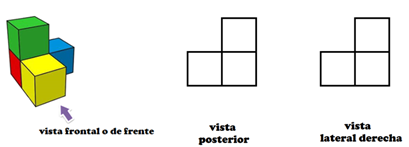 vista frontal o de frente
vista
posterior
vista
lateral derecha